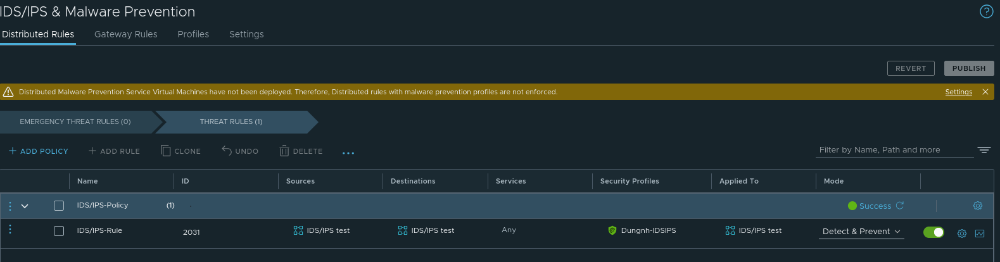 IDS/IPS & Malware Prevention
Distributed Rules Gateway Rules Profiles Settings
REVERT PUBLISH
Distributed Malware Prevention Service Virtual Machines have not been deployed. Therefore, Distributed rules with malware prevention profiles are not enforced. Settings
EMERGENCY THREAT RULES (0) THREAT RULES (1)
+ ADD POLICY + ADD RULE CLONE UNDO DELETE ... Filter by Name, Path and more
Name ID Sources Destinations Services Security Profiles Applied To Mode
IDS/IPS-Policy (1) Success
IDS/IPS-Rule 2031 IDS/IPS test IDS/IPS test Any Dungnh-IDSIPS IDS/IPS test Detect & Prevent